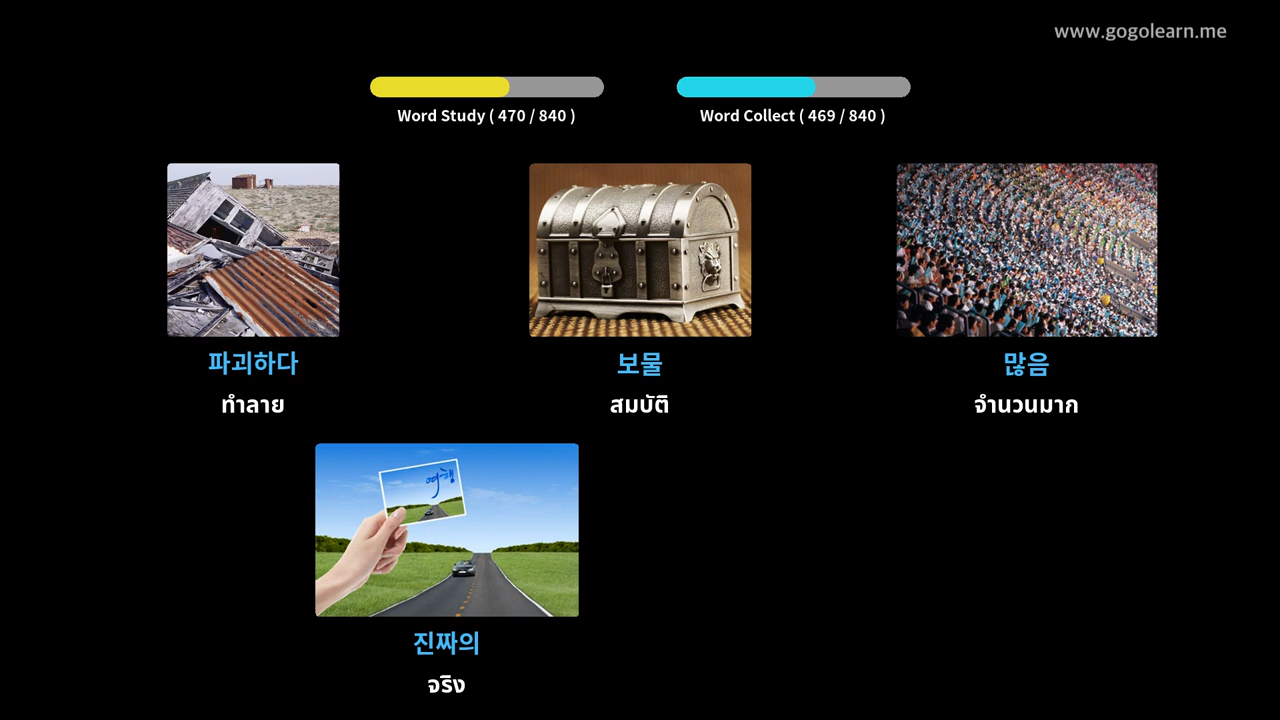 www.gogolearn.me
Word Study ( 470 / 840 )
Word Collect ( 469 / 840 )
파괴하다
ทำลาย
보물
สมบัติ
많음
จำนวนมาก
여행
진짜의
จริง